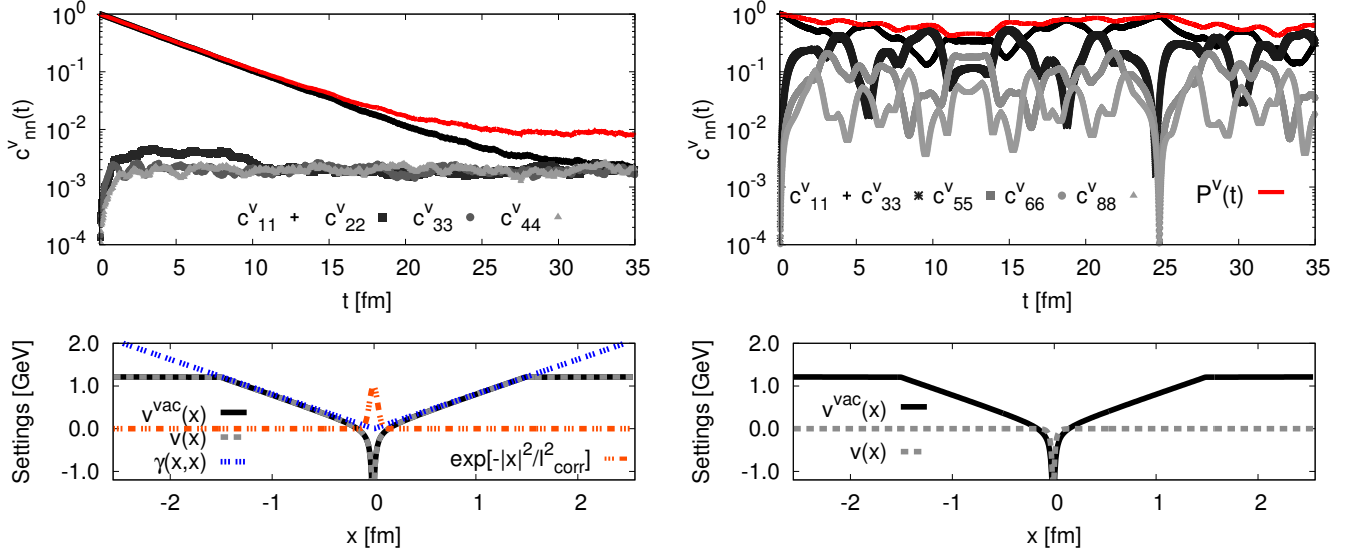 c^v_nn(t)
10^0
10^-1
10^-2
10^-3
10^-4
c^v_11 + c^v_22 ■ c^v_33 ● c^v_44 ▲
0 5 10 15 20 25 30 35
t [fm]
c^v_nn(t)
10^0
10^-1
10^-2
10^-3
10^-4
c^v_11 + c^v_33 ✱ c^v_55 ■ c^v_66 ● c^v_88 ▲ P^v(t)
0 5 10 15 20 25 30 35
t [fm]
Settings [GeV]
2.0
1.0
0.0
-1.0
v^vac(x)
v(x)
γ(x,x)
exp[-|x|^2/l^2_corr]
-2 -1 0 1 2
x [fm]
Settings [GeV]
2.0
1.0
0.0
-1.0
v^vac(x)
v(x)
-2 -1 0 1 2
x [fm]